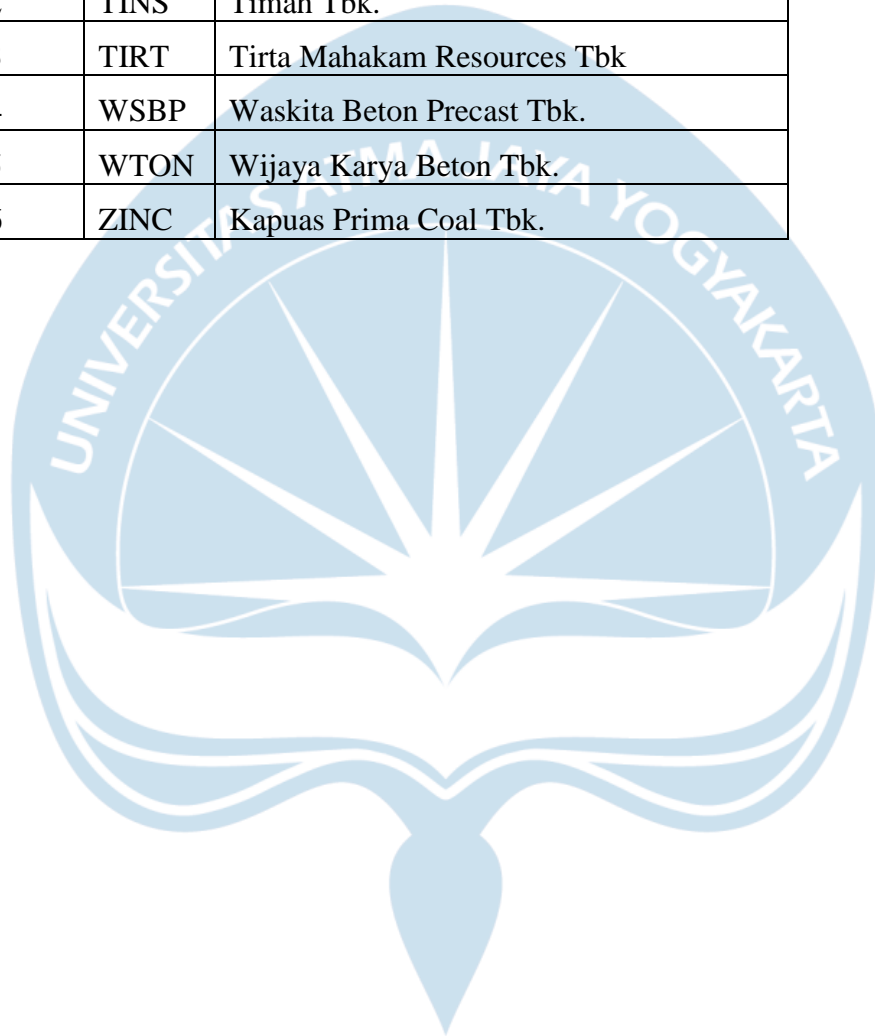 TINS Timah Tbk.
TIRT Tirta Mahakam Resources Tbk
WSBP Waskita Beton Precast Tbk.
WTON Wijaya Karya Beton Tbk.
ZINC Kapuas Prima Coal Tbk.
UNIVERSITAS ATMA JAYA YOGYAKARTA